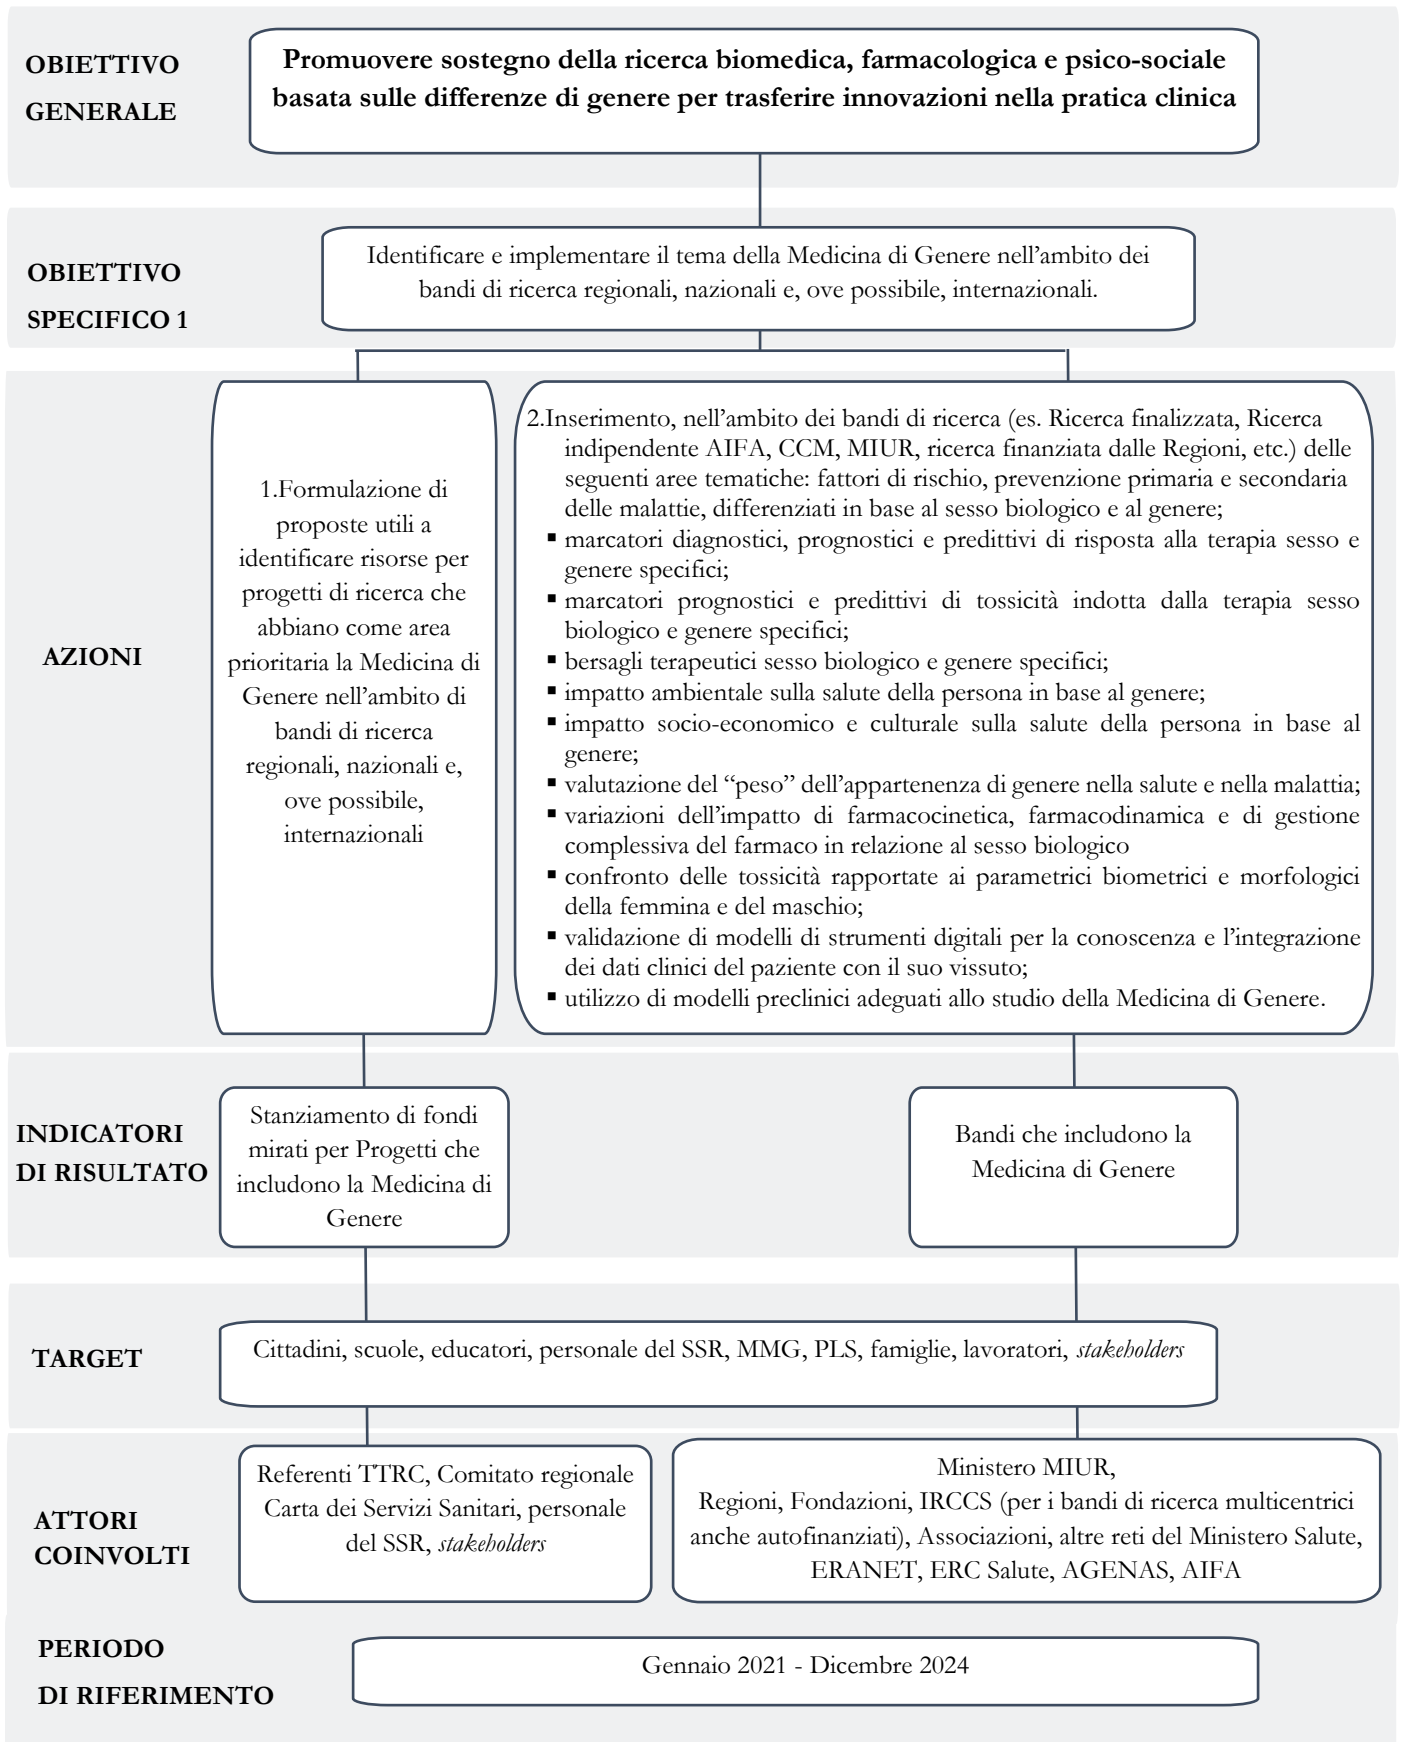 OBIETTIVO
GENERALE
Promuovere sostegno della ricerca biomedica, farmacologica e psico-sociale
basata sulle differenze di genere per trasferire innovazioni nella pratica clinica
OBIETTIVO
SPECIFICO 1
Identificare e implementare il tema della Medicina di Genere nell'ambito dei
bandi di ricerca regionali, nazionali e, ove possibile, internazionali.
AZIONI
1.Formulazione di
proposte utili a
identificare risorse per
progetti di ricerca che
abbiano come area
prioritaria la Medicina di
Genere nell'ambito di
bandi di ricerca
regionali, nazionali e,
ove possibile,
internazionali
2.Inserimento, nell'ambito dei bandi di ricerca (es. Ricerca finalizzata, Ricerca
indipendente AIFA, CCM, MIUR, ricerca finanziata dalle Regioni, etc.) delle
seguenti aree tematiche: fattori di rischio, prevenzione primaria e secondaria
delle malattie, differenziati in base al sesso biologico e al genere;
▪ marcatori diagnostici, prognostici e predittivi di risposta alla terapia sesso e
genere specifici;
▪ marcatori prognostici e predittivi di tossicità indotta dalla terapia sesso
biologico e genere specifici;
▪ bersagli terapeutici sesso biologico e genere specifici;
▪ impatto ambientale sulla salute della persona in base al genere;
▪ impatto socio-economico e culturale sulla salute della persona in base al
genere;
▪ valutazione del “peso” dell'appartenenza di genere nella salute e nella malattia;
▪ variazioni dell'impatto di farmacocinetica, farmacodinamica e di gestione
complessiva del farmaco in relazione al sesso biologico
▪ confronto delle tossicità rapportate ai parametrici biometrici e morfologici
della femmina e del maschio;
▪ validazione di modelli di strumenti digitali per la conoscenza e l'integrazione
dei dati clinici del paziente con il suo vissuto;
▪ utilizzo di modelli preclinici adeguati allo studio della Medicina di Genere.
INDICATORI
DI RISULTATO
Stanziamento di fondi
mirati per Progetti che
includono la Medicina di
Genere
Bandi che includono la
Medicina di Genere
TARGET
Cittadini, scuole, educatori, personale del SSR, MMG, PLS, famiglie, lavoratori, stakeholders
ATTORI
COINVOLTI
Referenti TTRC, Comitato regionale
Carta dei Servizi Sanitari, personale
del SSR, stakeholders
Ministero MIUR,
Regioni, Fondazioni, IRCCS (per i bandi di ricerca multicentrici
anche autofinanziati), Associazioni, altre reti del Ministero Salute,
ERANET, ERC Salute, AGENAS, AIFA
PERIODO
DI RIFERIMENTO
Gennaio 2021 - Dicembre 2024